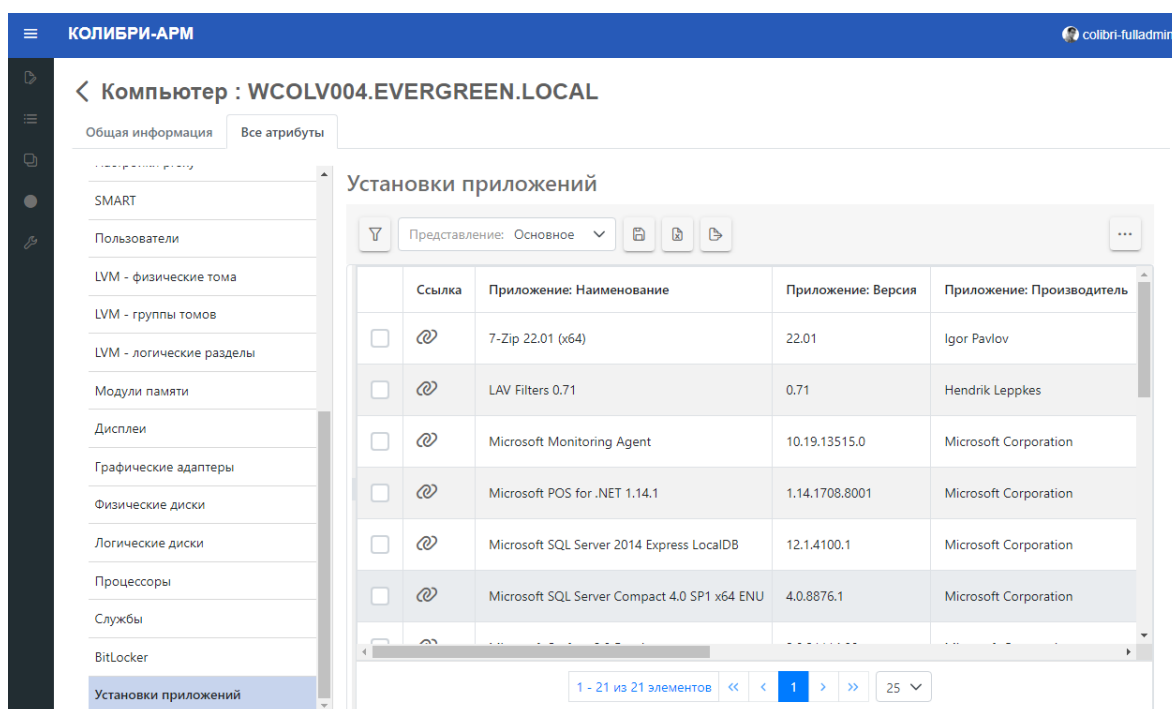 КОЛИБРИ-АРМ
colibri-fulladmin
Компьютер : WCOLV004.EVERGREEN.LOCAL
Общая информация
Все атрибуты
SMART
Пользователи
LVM - физические тома
LVM - группы томов
LVM - логические разделы
Модули памяти
Дисплеи
Графические адаптеры
Физические диски
Логические диски
Процессоры
Службы
BitLocker
Установки приложений
Установки приложений
Представление: Основное
...
Ссылка Приложение: Наименование Приложение: Версия Приложение: Производитель
7-Zip 22.01 (x64) 22.01 Igor Pavlov
LAV Filters 0.71 0.71 Hendrik Leppkes
Microsoft Monitoring Agent 10.19.13515.0 Microsoft Corporation
Microsoft POS for .NET 1.14.1 1.14.1708.8001 Microsoft Corporation
Microsoft SQL Server 2014 Express LocalDB 12.1.4100.1 Microsoft Corporation
Microsoft SQL Server Compact 4.0 SP1 x64 ENU 4.0.8876.1 Microsoft Corporation
1 - 21 из 21 элементов « ‹ 1 › » 25